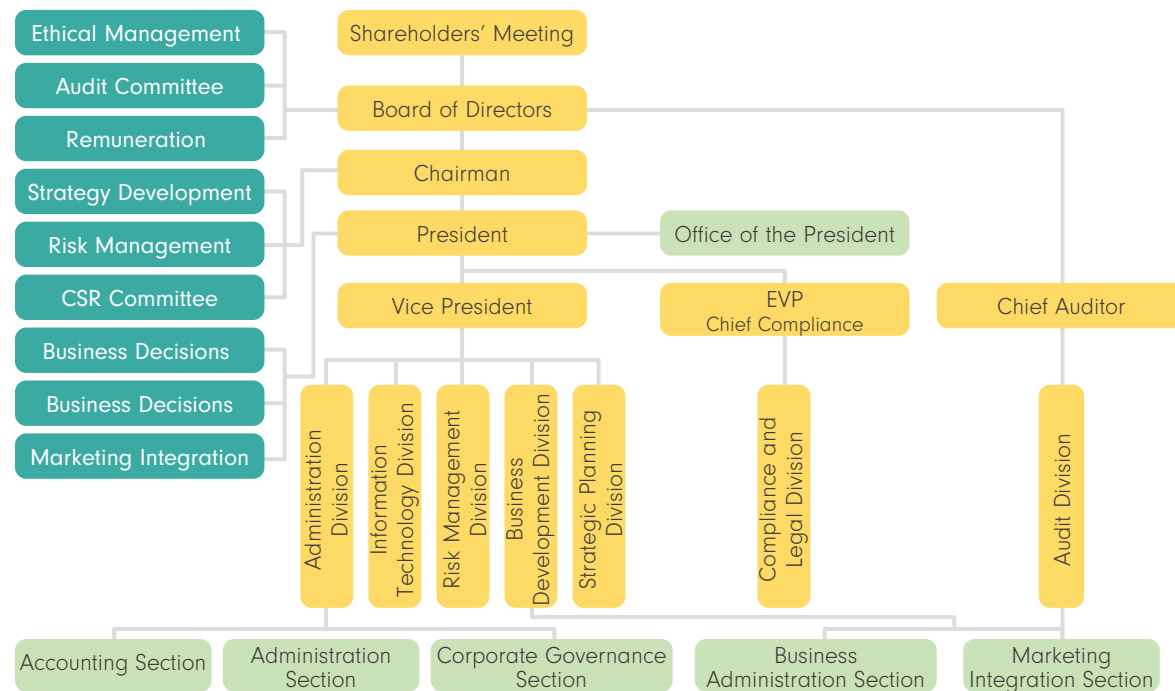 Ethical Management
Audit Committee
Remuneration
Strategy Development
Risk Management
CSR Committee
Business Decisions
Business Decisions
Marketing Integration
Shareholders’ Meeting
Board of Directors
Chairman
President
Office of the President
Vice President
EVP
Chief Compliance
Chief Auditor
Administration
Division
Information
Technology Division
Risk Management
Division
Business
Development Division
Strategic Planning
Division
Compliance and
Legal Division
Audit Division
Accounting Section
Administration
Section
Corporate Governance
Section
Business
Administration Section
Marketing
Integration Section